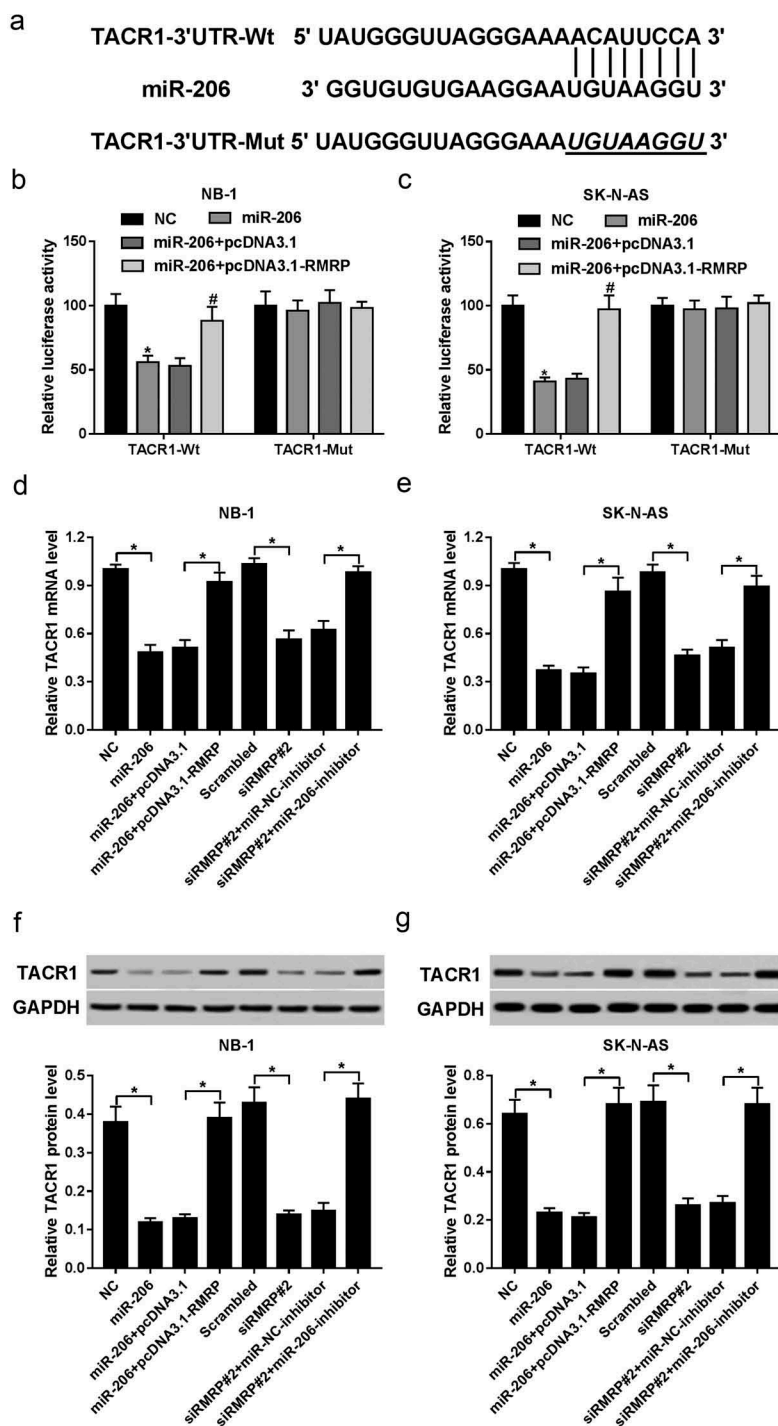 a
TACR1-3'UTR-Wt 5' UAUGGGUUAGGGAAAACAUUCCA 3'
miR-206 3' GGUGUGUGAAGGAAUGUAAGGU 3'
TACR1-3'UTR-Mut 5' UAUGGGUUAGGGAAAUGUAAGGU 3'
b
NB-1
NC miR-206
miR-206+pcDNA3.1
miR-206+pcDNA3.1-RMRP
Relative luciferase activity
150
100
50
0
*
#
TACR1-Wt TACR1-Mut
c
SK-N-AS
NC miR-206
miR-206+pcDNA3.1
miR-206+pcDNA3.1-RMRP
Relative luciferase activity
150
100
50
0
*
#
TACR1-Wt TACR1-Mut
d
NB-1
Relative TACR1 mRNA level
1.2
0.9
0.6
0.3
0.0
* * * *
NC
miR-206
miR-206+pcDNA3.1
miR-206+pcDNA3.1-RMRP
Scrambled
siRMRP#2
siRMRP#2+miR-NC-inhibitor
siRMRP#2+miR-206-inhibitor
e
SK-N-AS
Relative TACR1 mRNA level
1.2
0.9
0.6
0.3
0.0
* * * *
NC
miR-206
miR-206+pcDNA3.1
miR-206+pcDNA3.1-RMRP
Scrambled
siRMRP#2
siRMRP#2+miR-NC-inhibitor
siRMRP#2+miR-206-inhibitor
f
TACR1
GAPDH
NB-1
Relative TACR1 protein level
0.5
0.4
0.3
0.2
0.1
0.0
* * * *
NC
miR-206
miR-206+pcDNA3.1
miR-206+pcDNA3.1-RMRP
Scrambled
siRMRP#2
siRMRP#2+miR-NC-inhibitor
siRMRP#2+miR-206-inhibitor
g
TACR1
GAPDH
SK-N-AS
Relative TACR1 protein level
0.8
0.6
0.4
0.2
0.0
* * * *
NC
miR-206
miR-206+pcDNA3.1
miR-206+pcDNA3.1-RMRP
Scrambled
siRMRP#2
siRMRP#2+miR-NC-inhibitor
siRMRP#2+miR-206-inhibitor